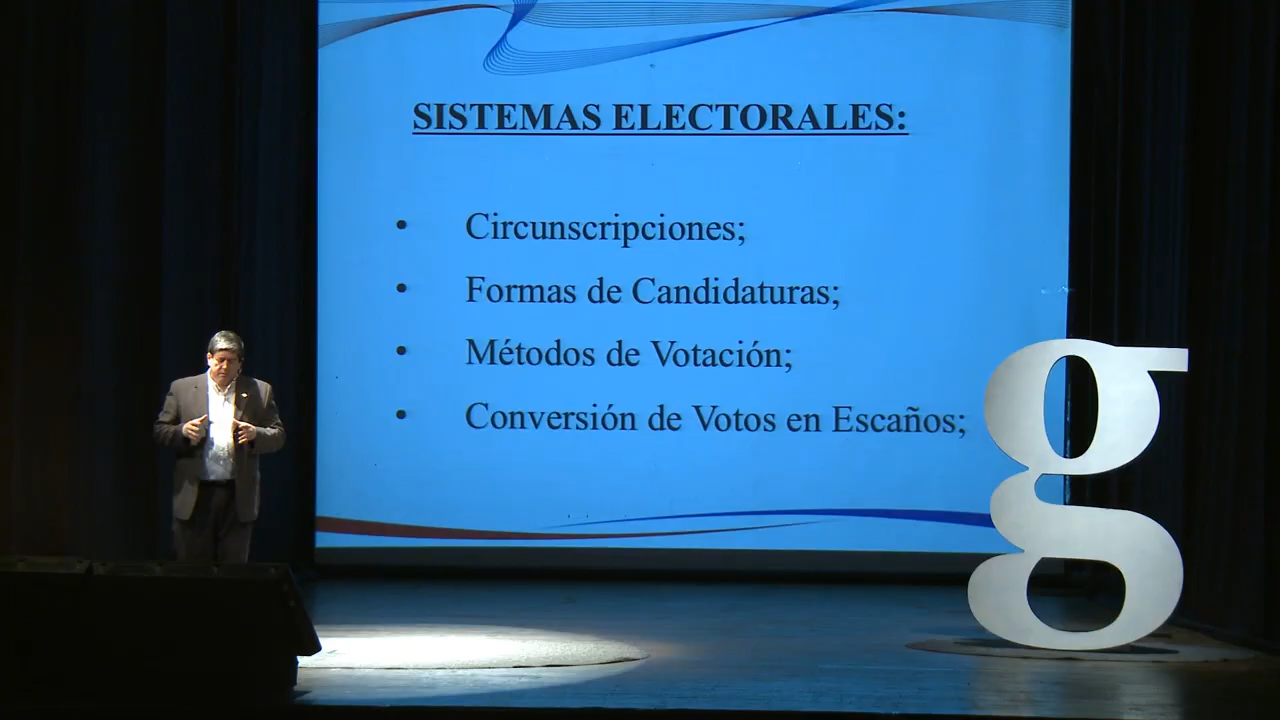 SISTEMAS ELECTORALES:
• Circunscripciones;
• Formas de Candidaturas;
• Métodos de Votación;
• Conversión de Votos en Escaños;
g